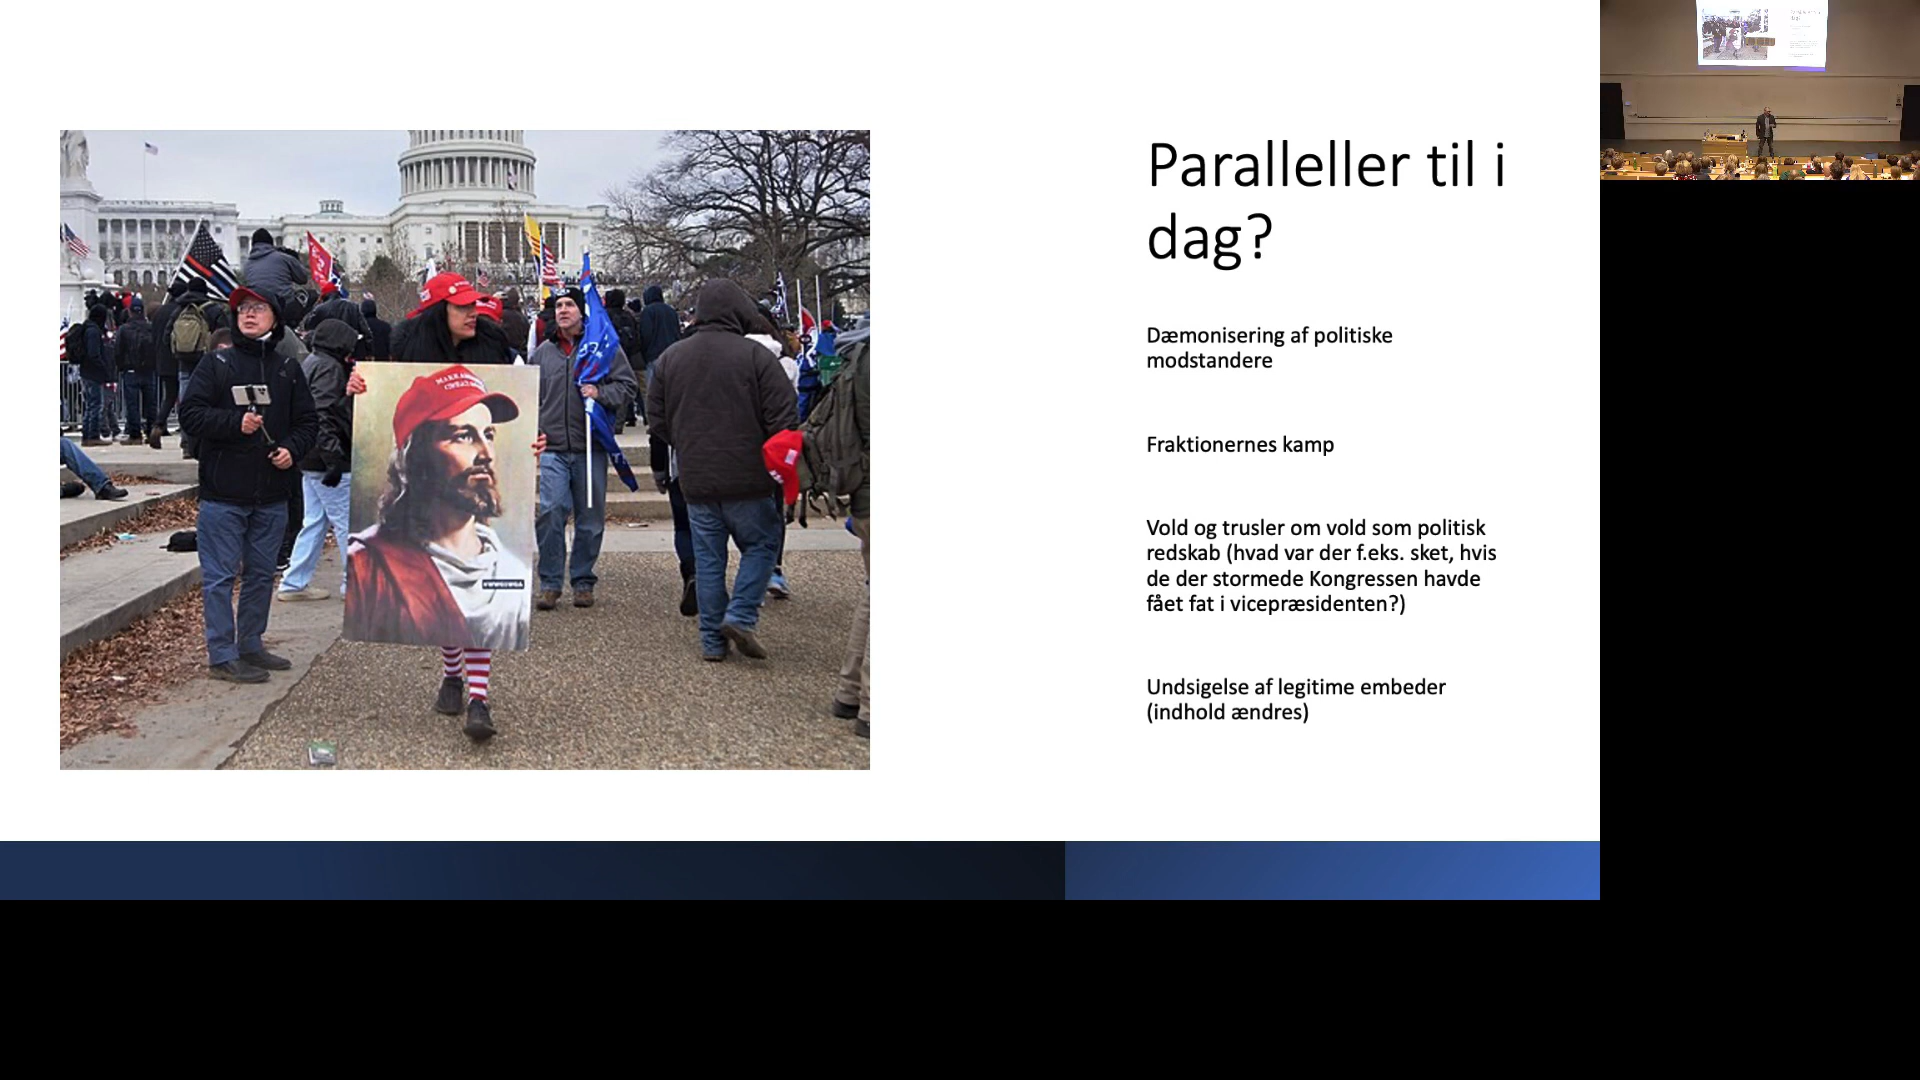 Paralleller til i
dag?
Dæmonisering af politiske
modstandere
Fraktionernes kamp
Vold og trusler om vold som politisk
redskab (hvad var der f.eks. sket, hvis
de der stormede Kongressen havde
fået fat i vicepræsidenten?)
Undsigelse af legitime embeder
(indhold ændres)